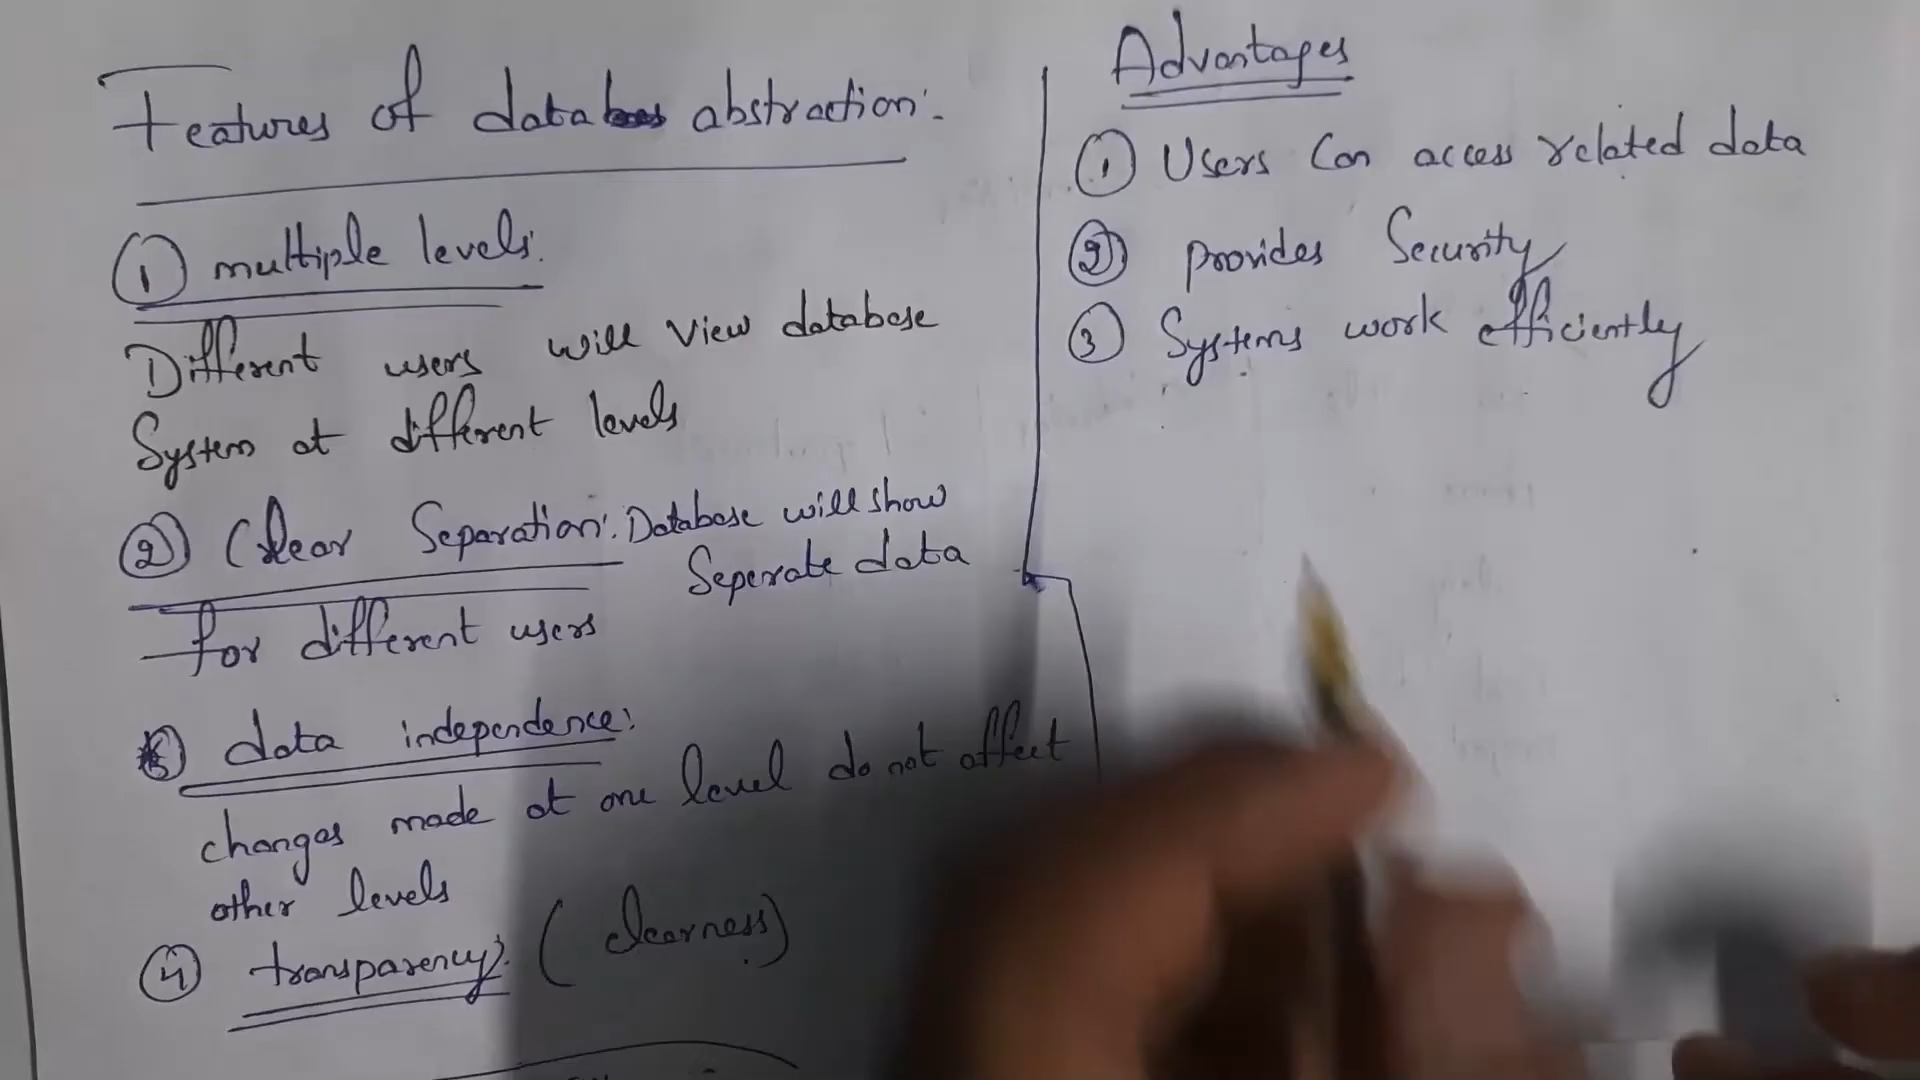 Features of data abstraction:
① multiple levels:
Different users will view database
System at different levels
② Clear Separation: Database will show
Seperate data
for different users
③ data independence:
changes made at one level do not affect
other levels
④ transparency: (clearness)
Advantages
① Users Can access related data
② provides Security
③ Systems work efficiently